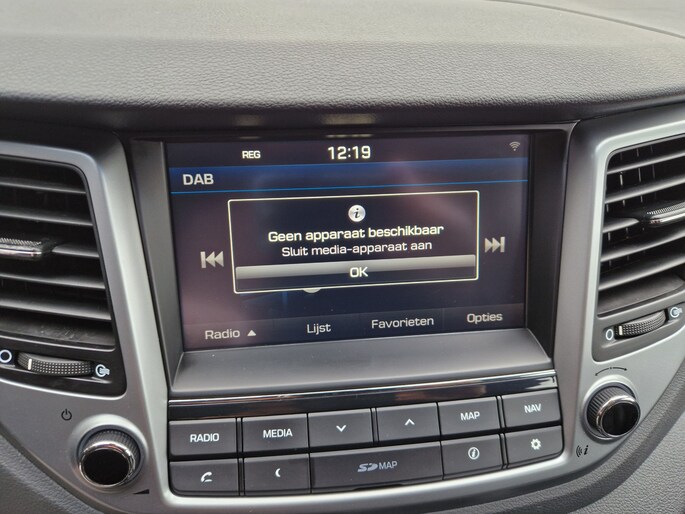 REG 12:19
DAB
Geen apparaat beschikbaar
Sluit media-apparaat aan
OK
Radio Lijst Favorieten Opties
RADIO MEDIA MAP NAV
SD MAP